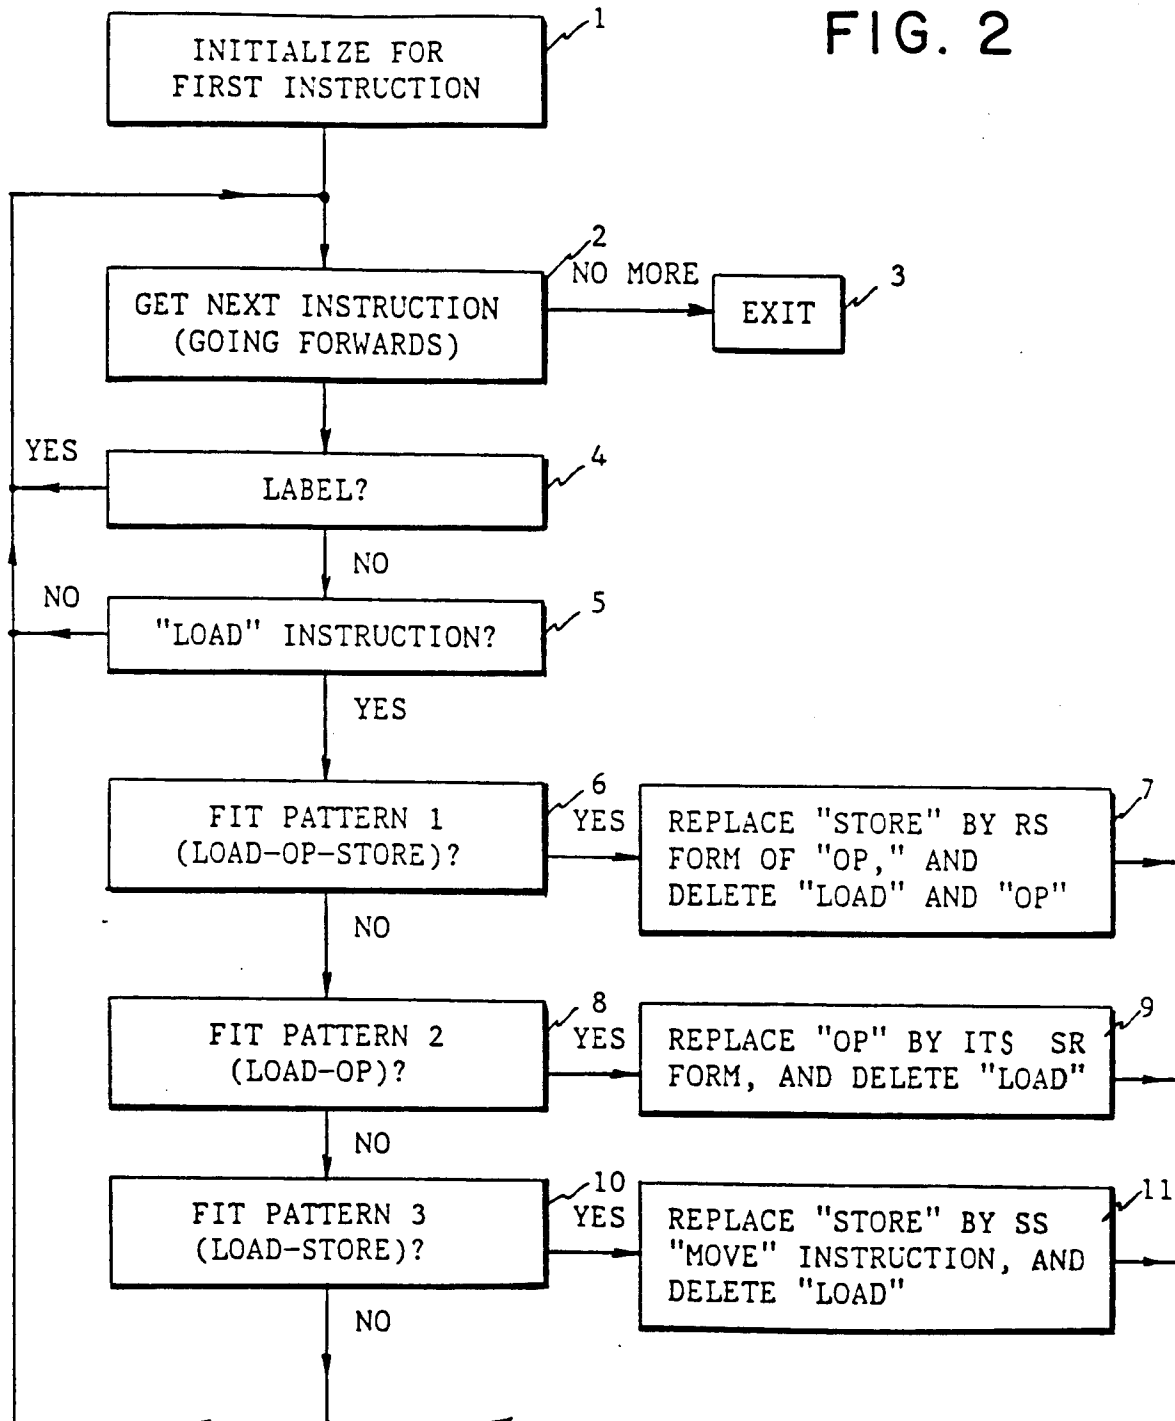 FIG. 2
1
INITIALIZE FOR
FIRST INSTRUCTION
2
NO MORE
GET NEXT INSTRUCTION
(GOING FORWARDS)
3
EXIT
YES
4
LABEL?
NO
NO
5
"LOAD" INSTRUCTION?
YES
6
FIT PATTERN 1
(LOAD-OP-STORE)?
YES
7
REPLACE "STORE" BY RS
FORM OF "OP," AND
DELETE "LOAD" AND "OP"
NO
8
FIT PATTERN 2
(LOAD-OP)?
YES
9
REPLACE "OP" BY ITS SR
FORM, AND DELETE "LOAD"
NO
10
FIT PATTERN 3
(LOAD-STORE)?
YES
11
REPLACE "STORE" BY SS
"MOVE" INSTRUCTION, AND
DELETE "LOAD"
NO